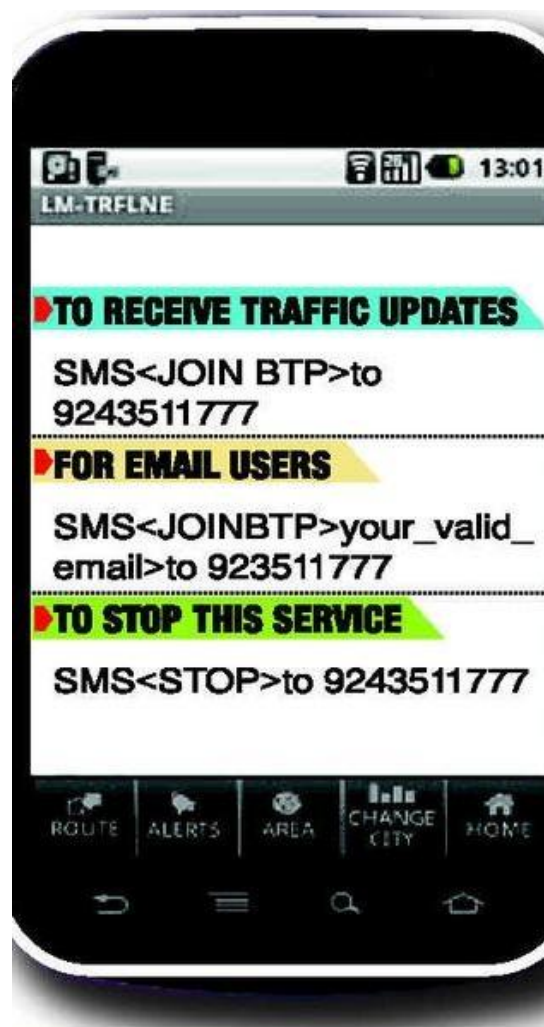 13:01
LM-TRFLNE
TO RECEIVE TRAFFIC UPDATES
SMS<JOIN BTP>to
9243511777
FOR EMAIL USERS
SMS<JOINBTP>your_valid_
email>to 923511777
TO STOP THIS SERVICE
SMS<STOP>to 9243511777
ROUTE ALERTS AREA CHANGE CITY HOME